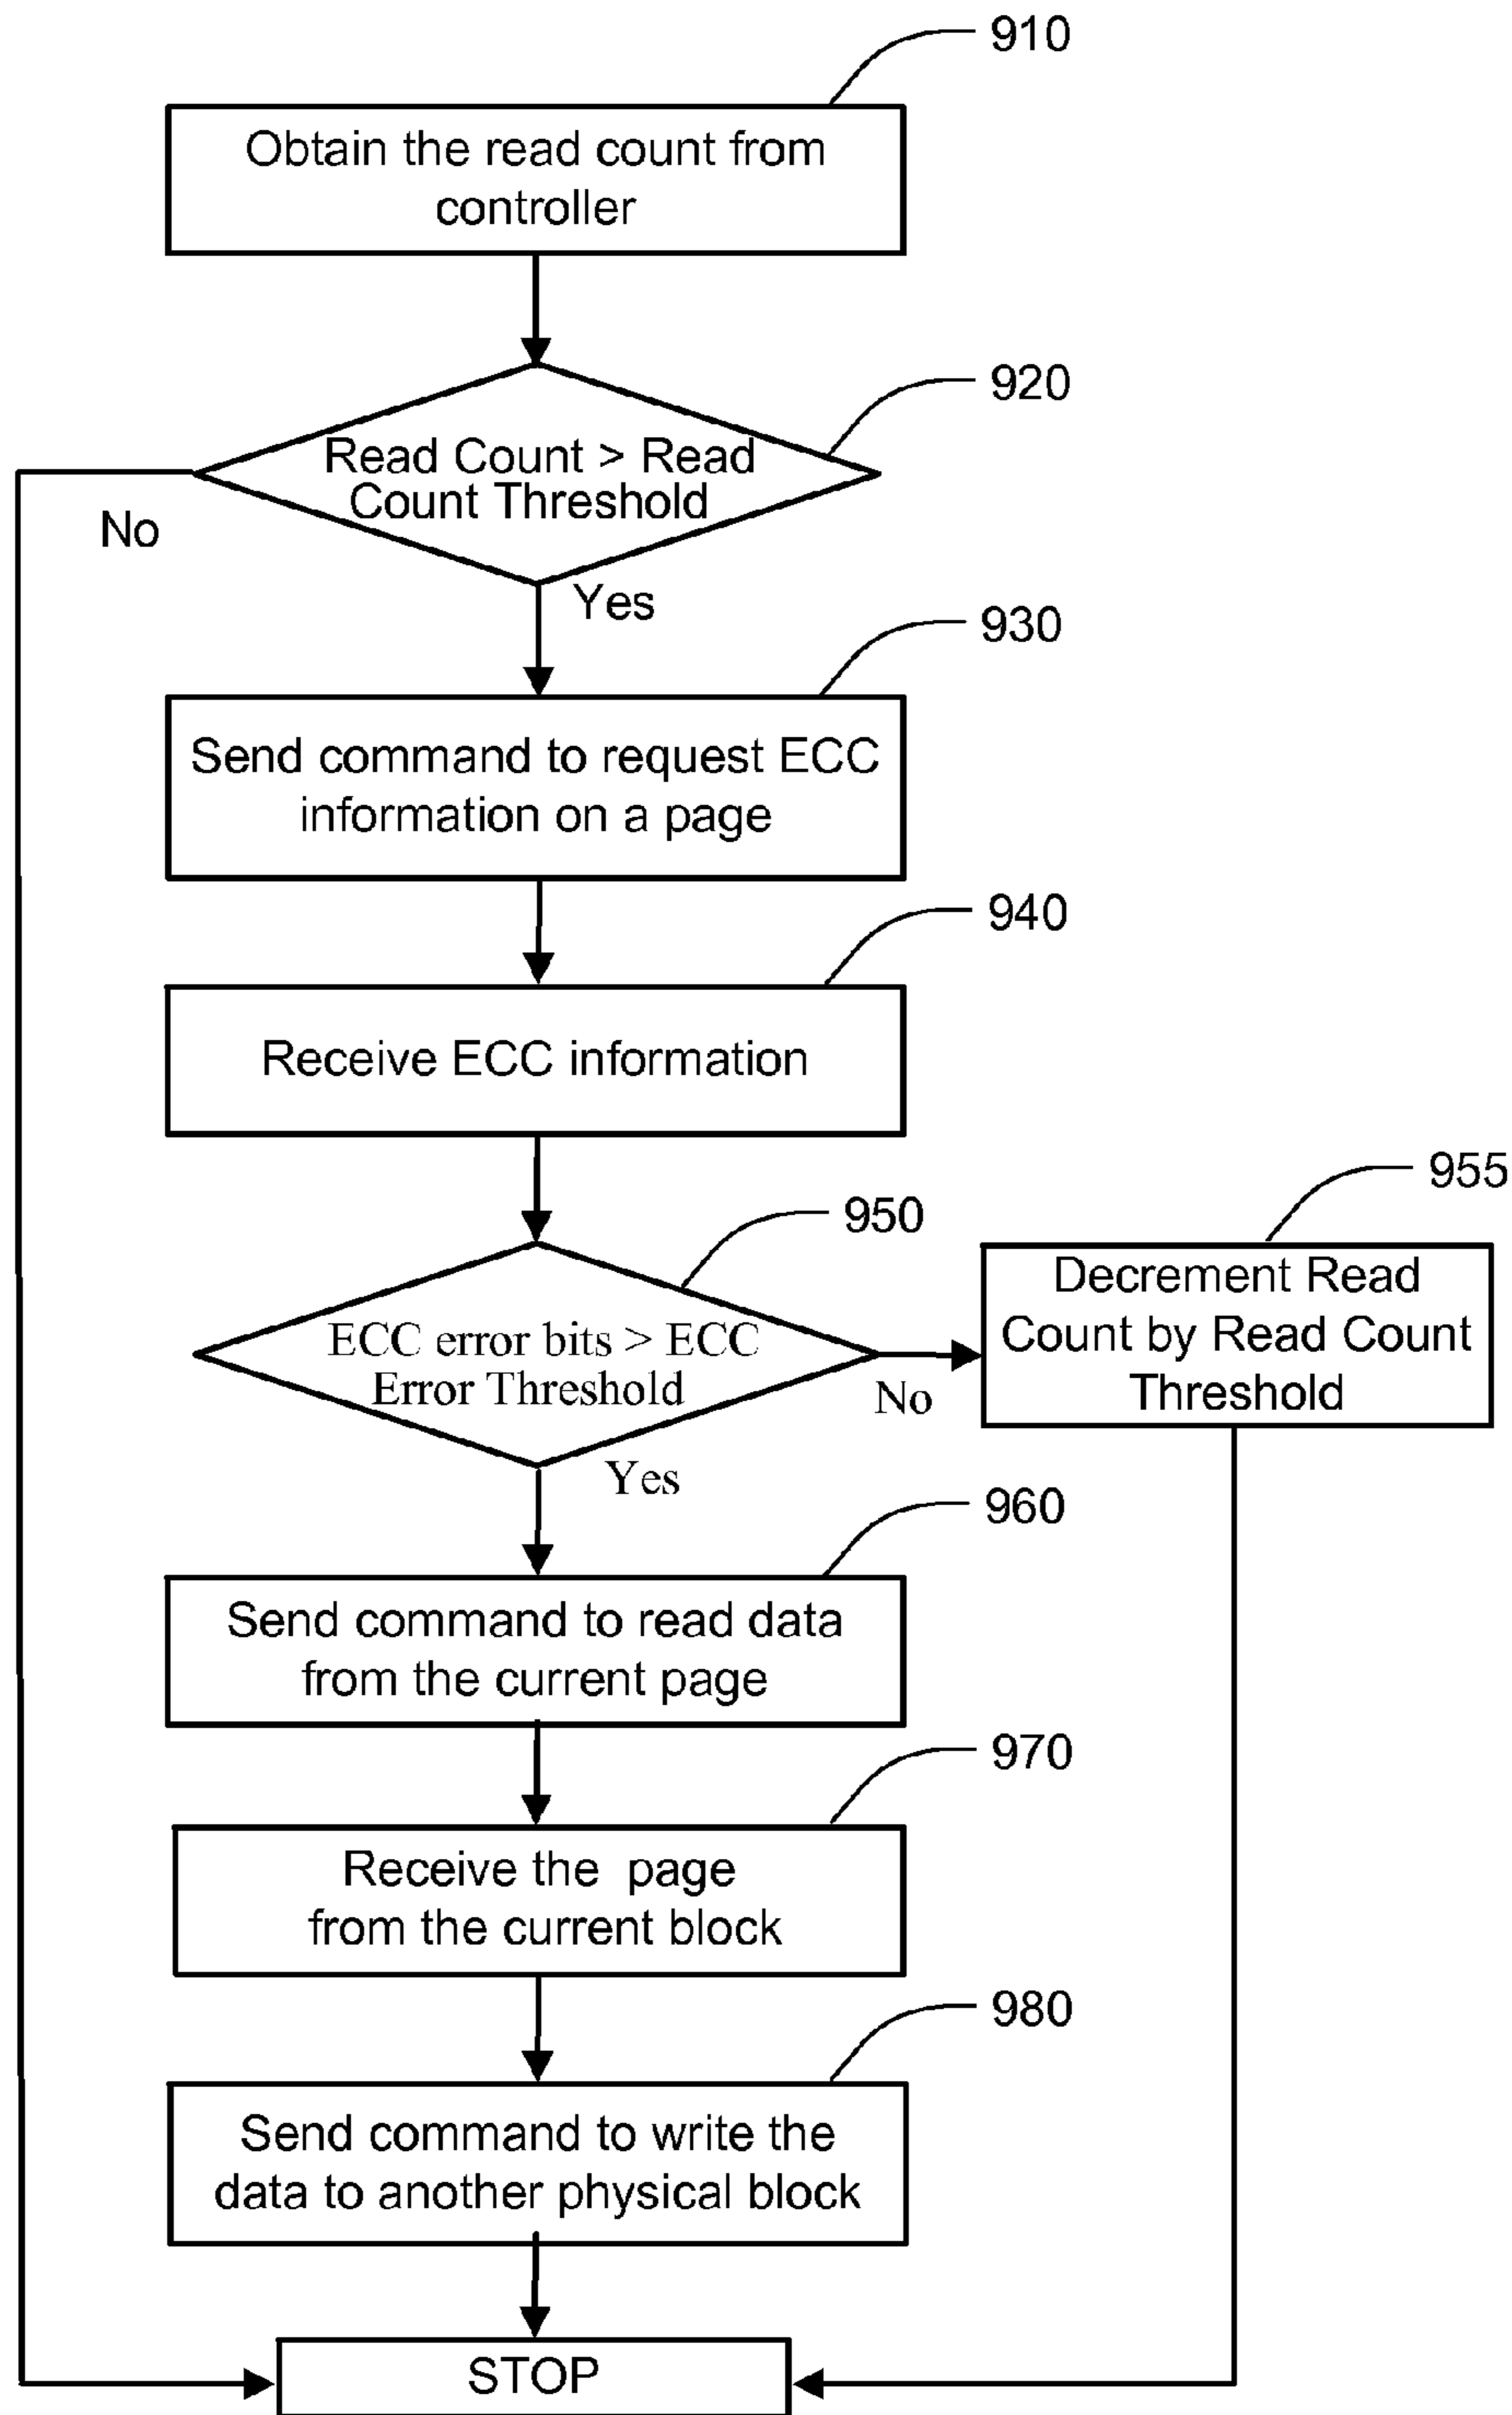 910
Obtain the read count from
controller
920
Read Count > Read
Count Threshold
No
Yes
930
Send command to request ECC
information on a page
940
Receive ECC information
955
950
Decrement Read
Count by Read Count
Threshold
ECC error bits > ECC
Error Threshold
No
Yes
960
Send command to read data
from the current page
970
Receive the page
from the current block
980
Send command to write the
data to another physical block
STOP